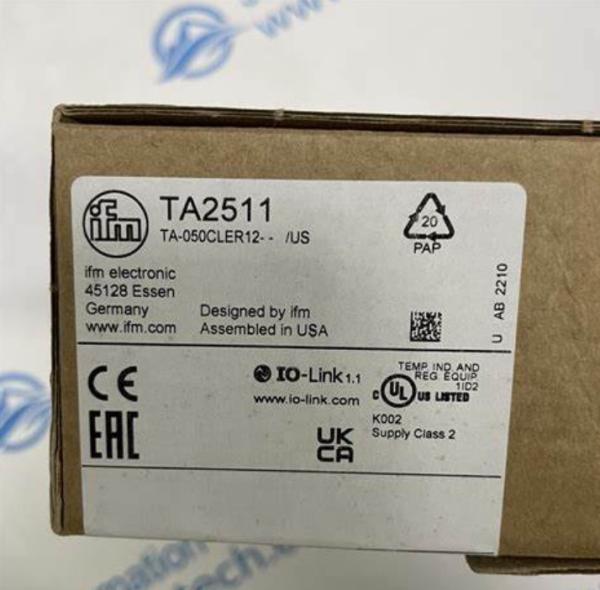 ifm
TA2511
TA-050CLER12- - /US
20
PAP
ifm electronic
45128 Essen
Germany
www.ifm.com
Designed by ifm
Assembled in USA
U AB 2210
CE
EAC
IO-Link 1.1
www.io-link.com
UK
CA
TEMP IND AND
REG EQUIP
1ID2
c UL US LISTED
K002
Supply Class 2